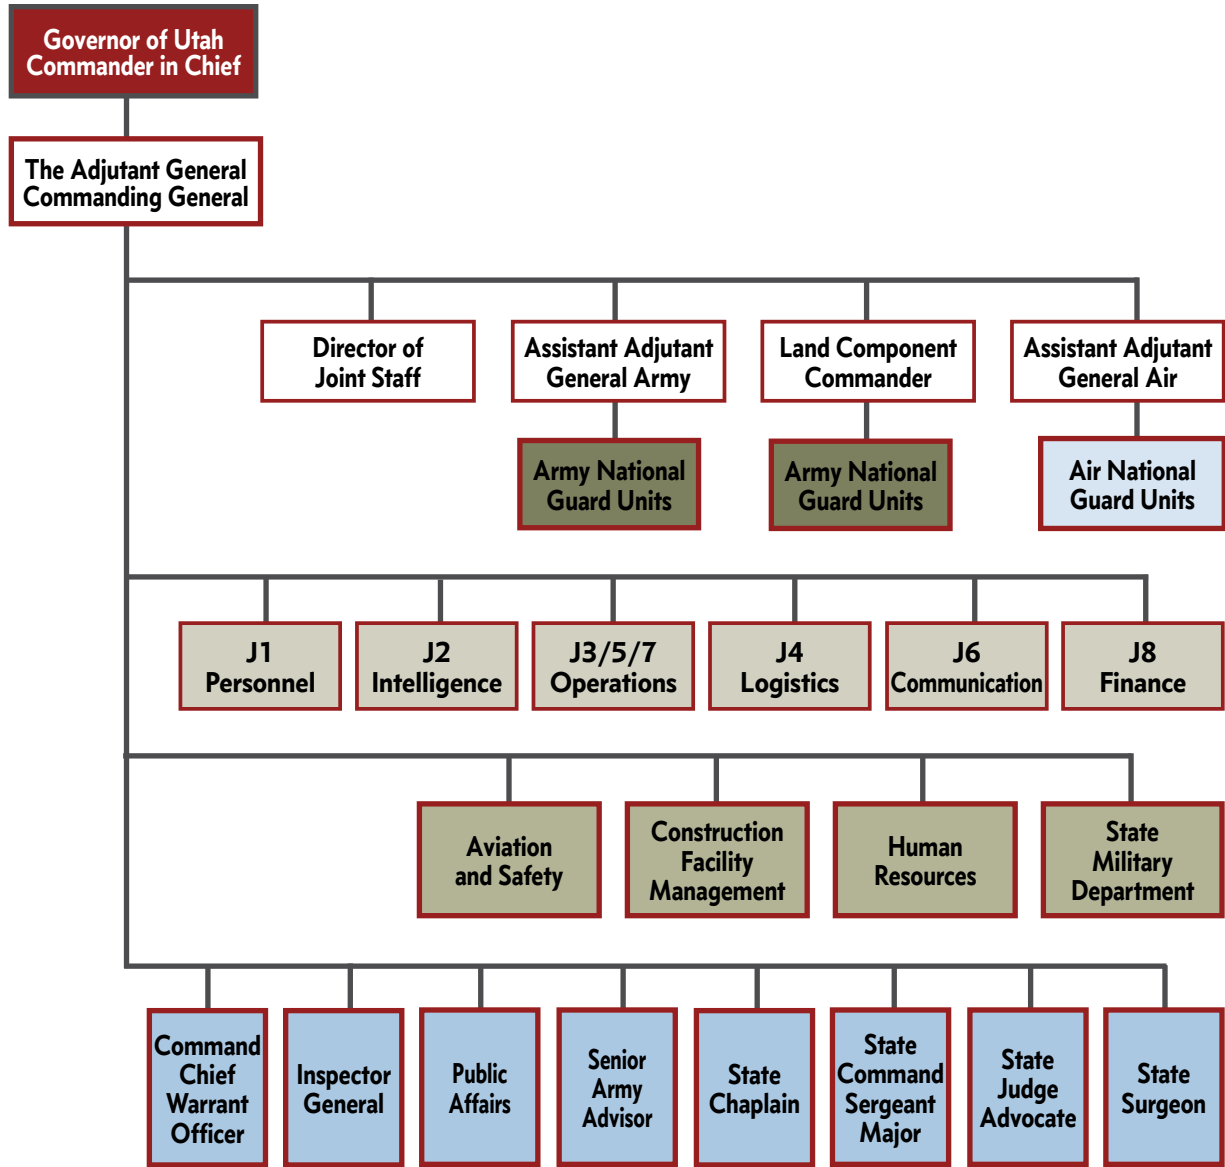 Governor of Utah
Commander in Chief
The Adjutant General
Commanding General
Director of
Joint Staff
Assistant Adjutant
General Army
Land Component
Commander
Assistant Adjutant
General Air
Army National
Guard Units
Army National
Guard Units
Air National
Guard Units
J1
Personnel
J2
Intelligence
J3/5/7
Operations
J4
Logistics
J6
Communication
J8
Finance
Aviation
and Safety
Construction
Facility
Management
Human
Resources
State
Military
Department
Command
Chief
Warrant
Officer
Inspector
General
Public
Affairs
Senior
Army
Advisor
State
Chaplain
State
Command
Sergeant
Major
State
Judge
Advocate
State
Surgeon